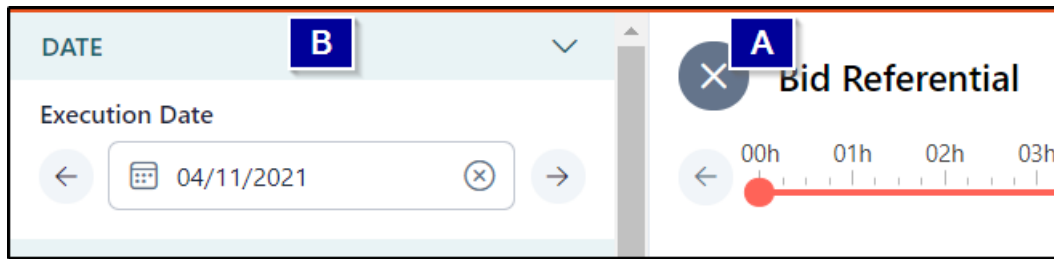 DATE
B
Execution Date
04/11/2021
A
Bid Referential
00h 01h 02h 03h